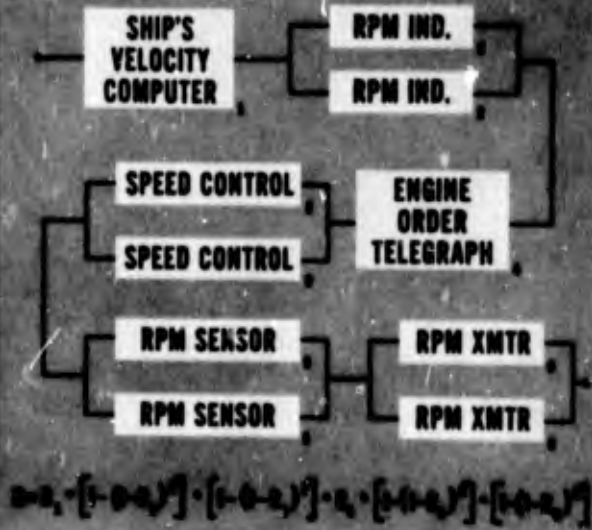 SHIP'S
VELOCITY
COMPUTER
RPM IND.
RPM IND.
SPEED CONTROL
SPEED CONTROL
ENGINE
ORDER
TELEGRAPH
RPM SENSOR
RPM SENSOR
RPM XMTR
RPM XMTR